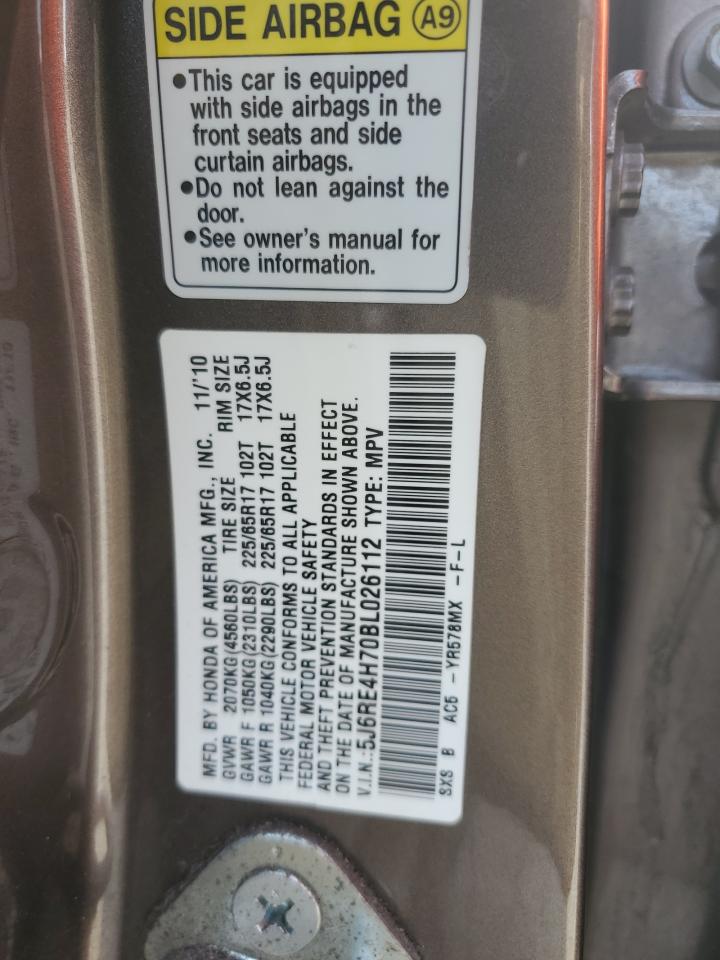 SIDE AIRBAG A9
•This car is equipped
with side airbags in the
front seats and side
curtain airbags.
•Do not lean against the
door.
•See owner's manual for
more information.
MFD. BY HONDA OF AMERICA MFG., INC. 11/'10
GVWR 2070KG(4560LBS) TIRE SIZE RIM SIZE
GAWR F 1050KG(2310LBS) 225/65R17 102T 17X6.5J
GAWR R 1040KG(2290LBS) 225/65R17 102T 17X6.5J
THIS VEHICLE CONFORMS TO ALL APPLICABLE
FEDERAL MOTOR VEHICLE SAFETY
AND THEFT PREVENTION STANDARDS IN EFFECT
ON THE DATE OF MANUFACTURE SHOWN ABOVE.
V.I.N.:5J6RE4H70BL026112 TYPE: MPV
SXS B AC5 -YR578MX -F-L